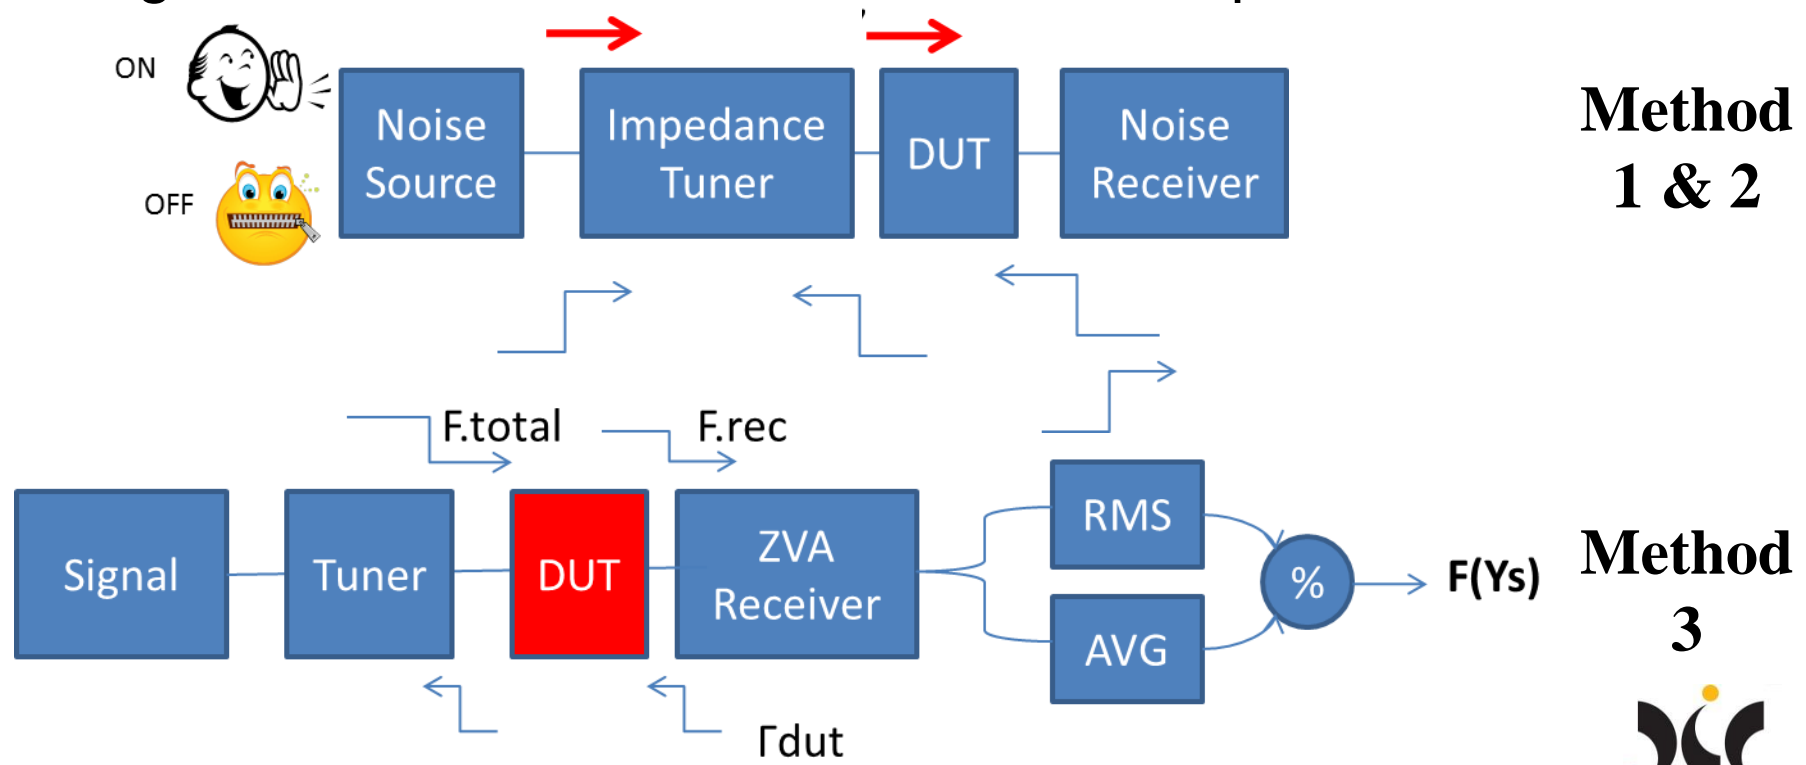 ON
OFF
Noise
Source
Impedance
Tuner
DUT
Noise
Receiver
Method
1 & 2
F.total
F.rec
Signal
Tuner
DUT
ZVA
Receiver
RMS
AVG
%
F(Ys)
Method
3
Γdut